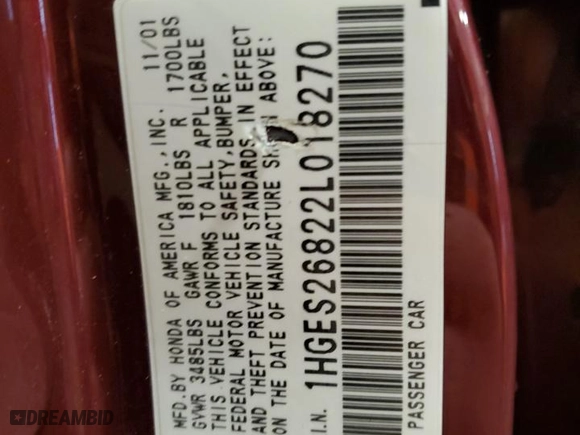 MFD.BY HONDA OF AMERICA MFG.,INC. 11/01
GVWR 3485LBS GAWR F 1810LBS R 1700LBS
THIS VEHICLE CONFORMS TO ALL APPLICABLE
FEDERAL MOTOR VEHICLE SAFETY,BUMPER,
AND THEFT PREVENTION STANDARDS IN EFFECT
ON THE DATE OF MANUFACTURE ABOVE:
I.N. 1HGES26822L018270
PASSENGER CAR
DREAMBID